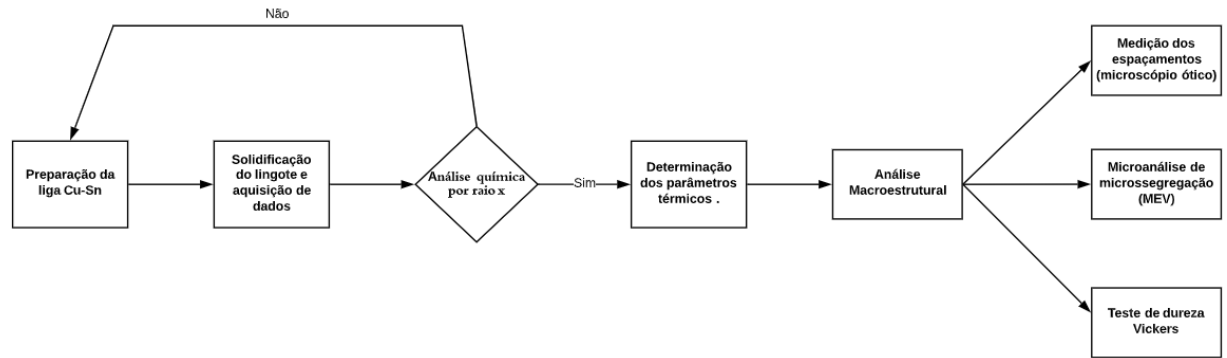 Não
Preparação da
liga Cu-Sn
Solidificação
do lingote e
aquisição de
dados
Análise química
por raio x
Sim
Determinação
dos parâmetros
térmicos .
Análise
Macroestrutural
Medição dos
espaçamentos
(microscópio ótico)
Microanálise de
microssegregação
(MEV)
Teste de dureza
Vickers